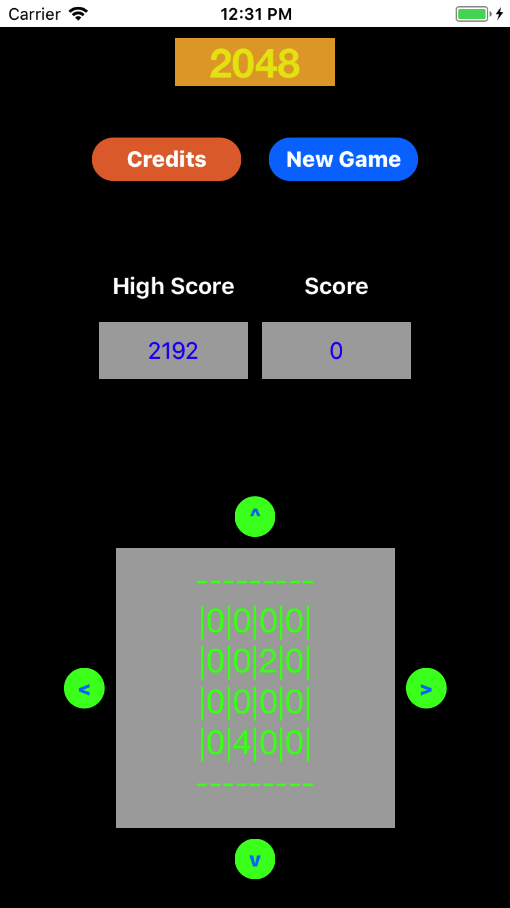 Carrier 12:31 PM
2048
Credits New Game
High Score Score
2192 0
^
---------
|0|0|0|0|
|0|0|2|0|
< >
|0|0|0|0|
|0|4|0|0|
---------
v